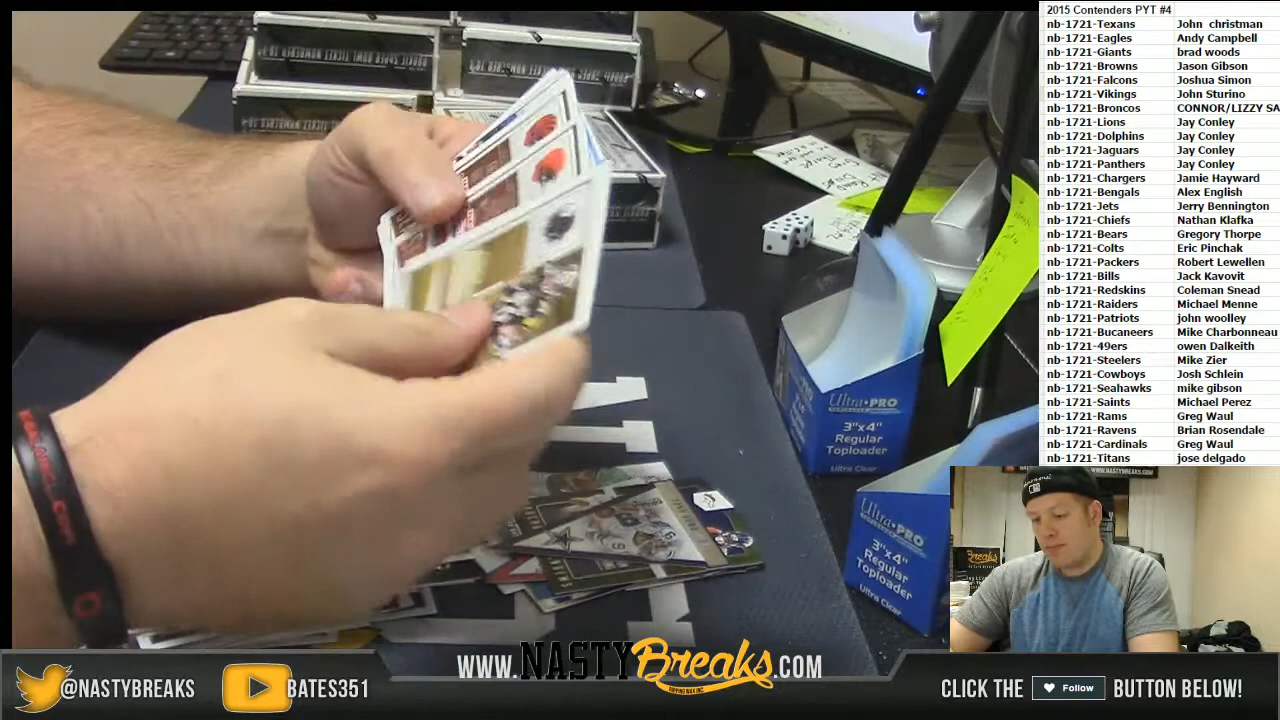 2015 Contenders PYT #4
nb-1721-Texans John christman
nb-1721-Eagles Andy Campbell
nb-1721-Giants brad woods
nb-1721-Browns Jason Gibson
nb-1721-Falcons Joshua Simon
nb-1721-Vikings John Sturino
nb-1721-Broncos CONNOR/LIZZY SA
nb-1721-Lions Jay Conley
nb-1721-Dolphins Jay Conley
nb-1721-Jaguars Jay Conley
nb-1721-Panthers Jay Conley
nb-1721-Chargers Jamie Hayward
nb-1721-Bengals Alex English
nb-1721-Jets Jerry Bennington
nb-1721-Chiefs Nathan Klafka
nb-1721-Bears Gregory Thorpe
nb-1721-Colts Eric Pinchak
nb-1721-Packers Robert Lewellen
nb-1721-Bills Jack Kavovit
nb-1721-Redskins Coleman Snead
nb-1721-Raiders Michael Menne
nb-1721-Patriots john woolley
nb-1721-Bucaneers Mike Charbonneau
nb-1721-49ers owen Dalkeith
nb-1721-Steelers Mike Zier
nb-1721-Cowboys Josh Schlein
nb-1721-Seahawks mike gibson
nb-1721-Saints Michael Perez
nb-1721-Rams Greg Waul
nb-1721-Ravens Brian Rosendale
nb-1721-Cardinals Greg Waul
nb-1721-Titans jose delgado
Ultra·PRO
3"x4"
Regular
Toploader
Ultra Clear
Ultra·PRO
3"x4"
Regular
Toploader
Ultra Clear
Breaks
@NASTYBREAKS
BATES351
WWW.NASTYBreaks.COM
RIPPING WAX INC
CLICK THE Follow BUTTON BELOW!